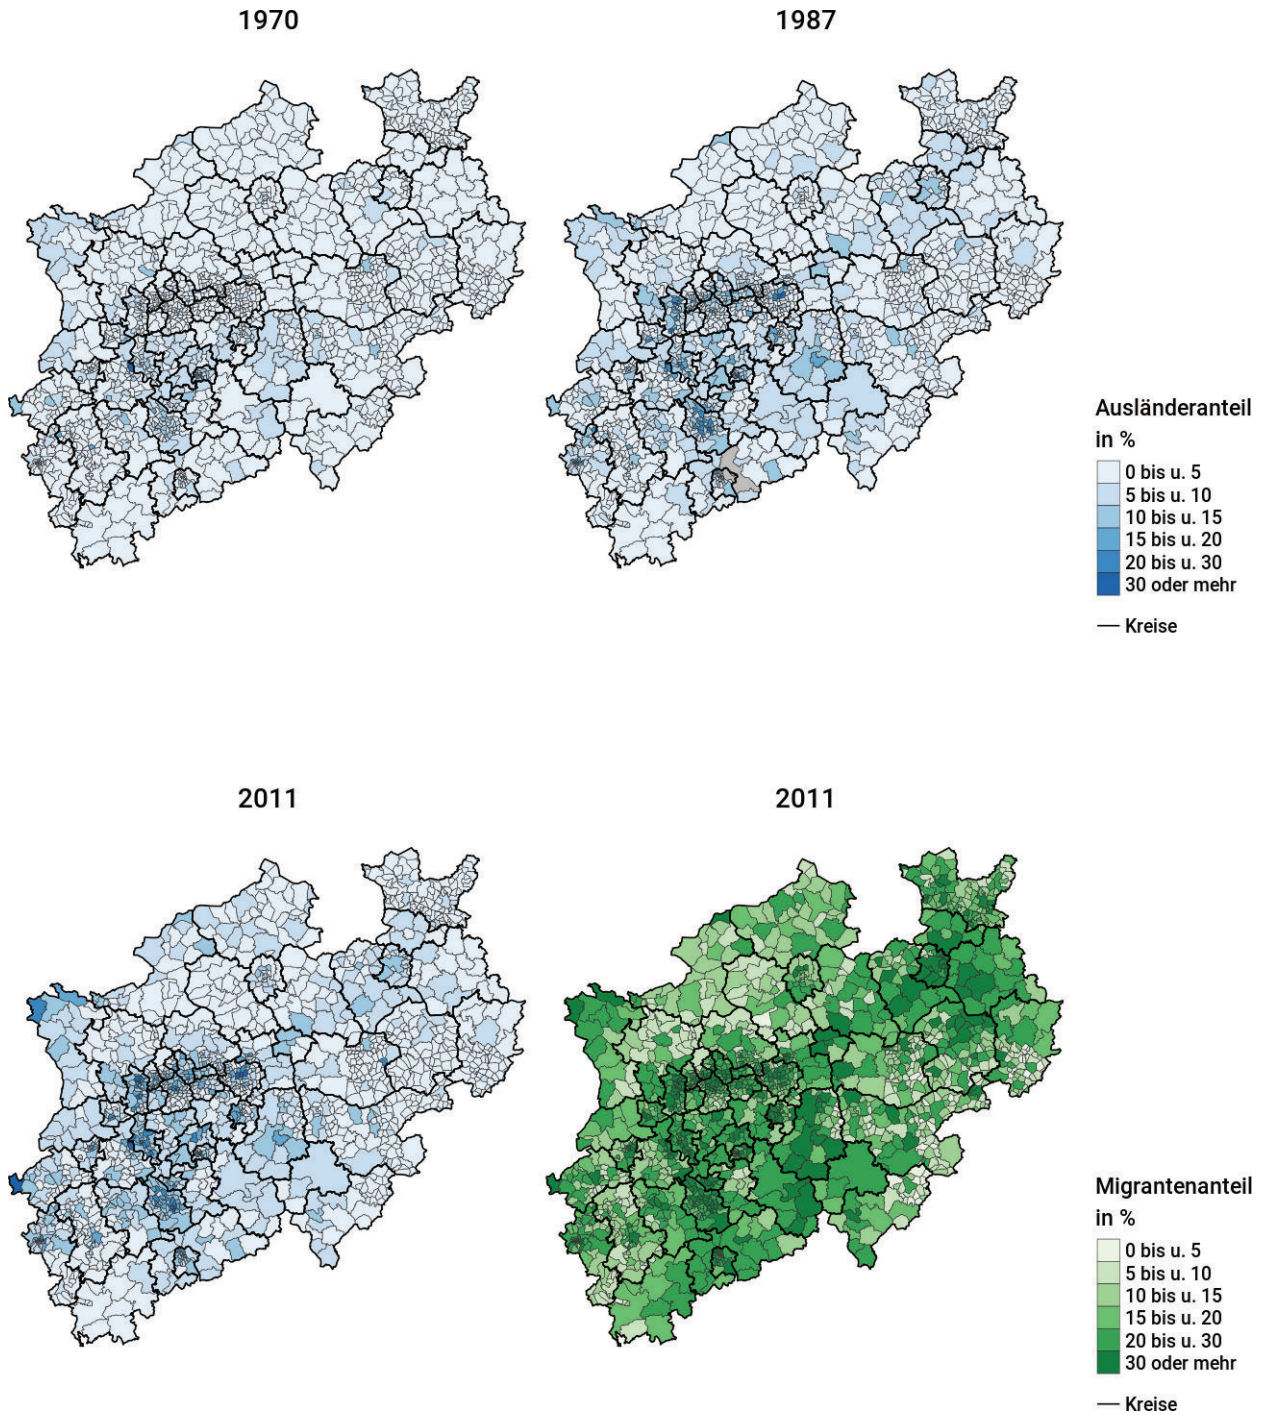 1970
1987
Ausländeranteil
in %
0 bis u. 5
5 bis u. 10
10 bis u. 15
15 bis u. 20
20 bis u. 30
30 oder mehr
Kreise
2011
2011
Migrantenanteil
in %
0 bis u. 5
5 bis u. 10
10 bis u. 15
15 bis u. 20
20 bis u. 30
30 oder mehr
Kreise